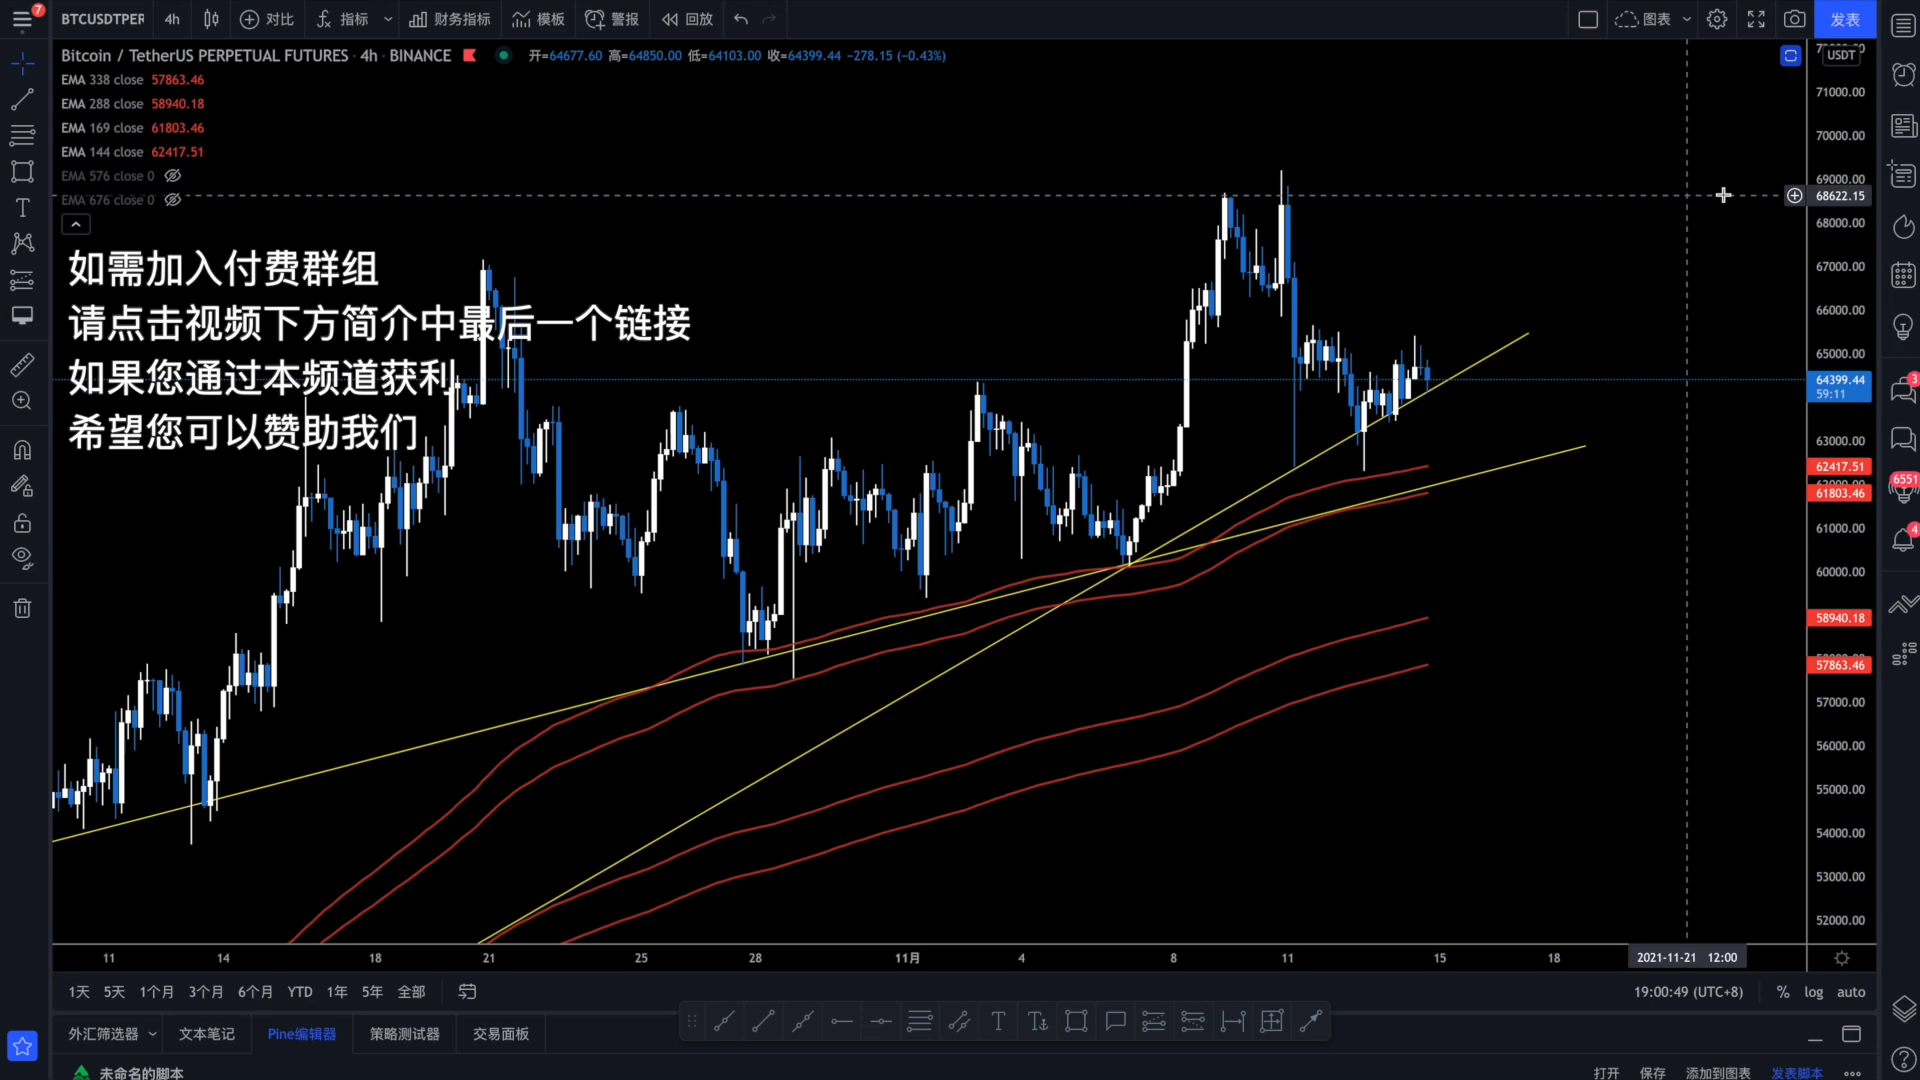 7
BTCUSDTPER
4h
对比
指标
财务指标
模板
警报
回放
图表
发表
Bitcoin / TetherUS PERPETUAL FUTURES · 4h · BINANCE
开=64677.60 高=64850.00 低=64103.00 收=64399.44 −278.15 (−0.43%)
EMA 338 close 57863.46
EMA 288 close 58940.18
EMA 169 close 61803.46
EMA 144 close 62417.51
EMA 576 close 0
EMA 676 close 0
如需加入付费群组
请点击视频下方简介中最后一个链接
如果您通过本频道获利
希望您可以赞助我们
USDT
71000.00
70000.00
69000.00
68622.15
68000.00
67000.00
66000.00
65000.00
64399.44
59:11
63000.00
62417.51
61803.46
61000.00
60000.00
58940.18
57863.46
57000.00
56000.00
55000.00
54000.00
53000.00
52000.00
3
6551
4
11
14
18
21
25
28
11月
4
8
11
15
18
2021-11-21 12:00
1天
5天
1个月
3个月
6个月
YTD
1年
5年
全部
19:00:49 (UTC+8)
%
log
auto
外汇筛选器
文本笔记
Pine编辑器
策略测试器
交易面板
未命名的脚本
打开
保存
添加到图表
发表脚本